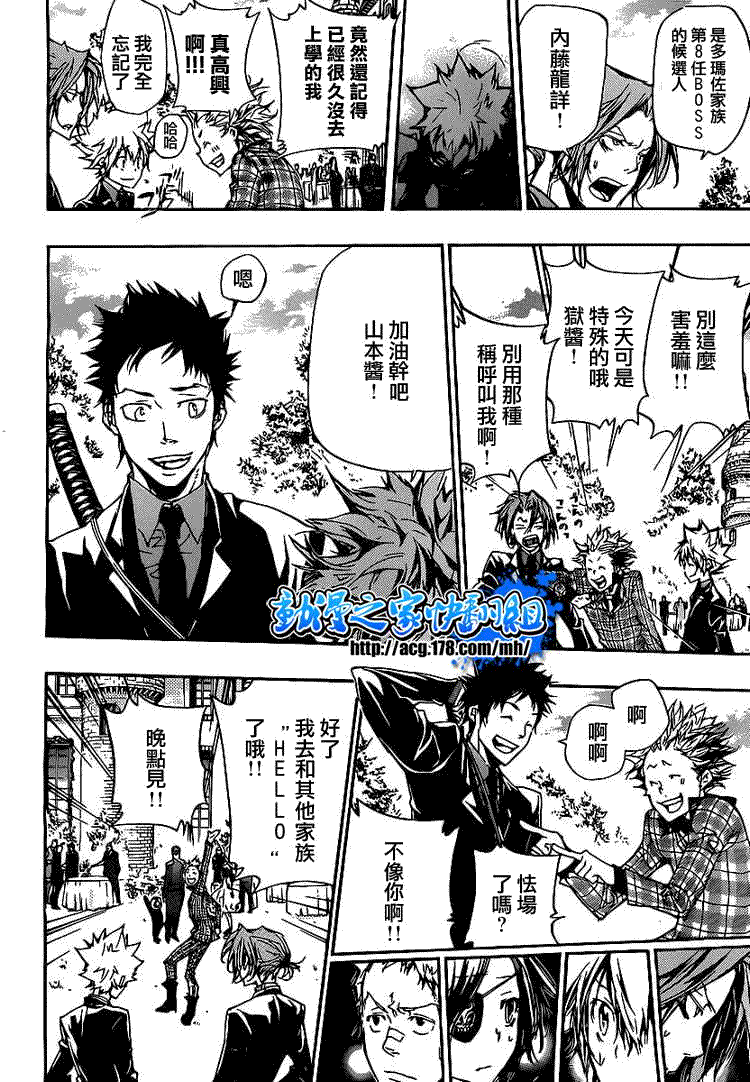 是多瑪佐家族
第8任BOSS
的候選人
內藤龍詳！
竟然還記得
已經很久沒去
上學的我
真高興
啊!!!
我完全
忘記了
哈哈
別這麼
害羞嘛!!
今天可是
特殊的哦
獄醬！
別用那種
稱呼叫我啊！
加油幹吧
山本醬！
嗯
動漫之家快翻組
http://acg.178.com/mh/
啊
啊啊
怯場
了嗎？
不像你啊!!
好了
我去和其他家族
"HELLO"
了哦!!
晚點見!!